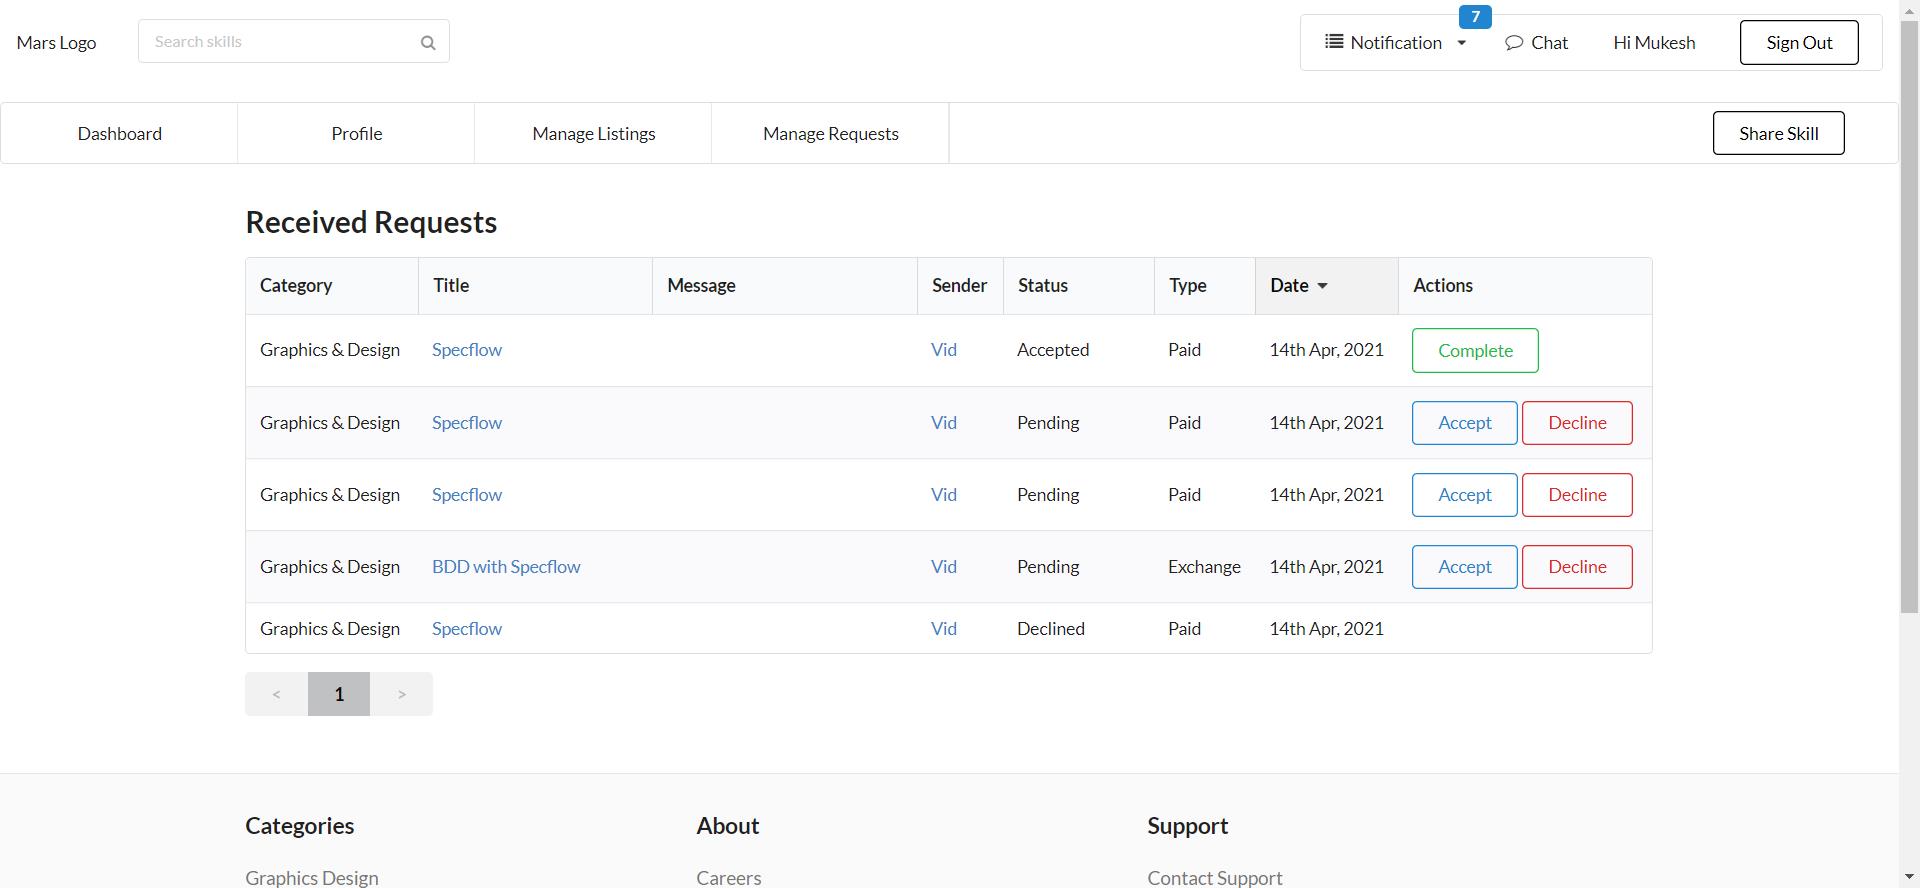 Mars Logo
Search skills
7
Notification
Chat
Hi Mukesh
Sign Out
Dashboard
Profile
Manage Listings
Manage Requests
Share Skill
Received Requests
Category Title Message Sender Status Type Date Actions
Graphics & Design Specflow Vid Accepted Paid 14th Apr, 2021 Complete
Graphics & Design Specflow Vid Pending Paid 14th Apr, 2021 Accept Decline
Graphics & Design Specflow Vid Pending Paid 14th Apr, 2021 Accept Decline
Graphics & Design BDD with Specflow Vid Pending Exchange 14th Apr, 2021 Accept Decline
Graphics & Design Specflow Vid Declined Paid 14th Apr, 2021
< 1 >
Categories About Support
Graphics Design Careers Contact Support